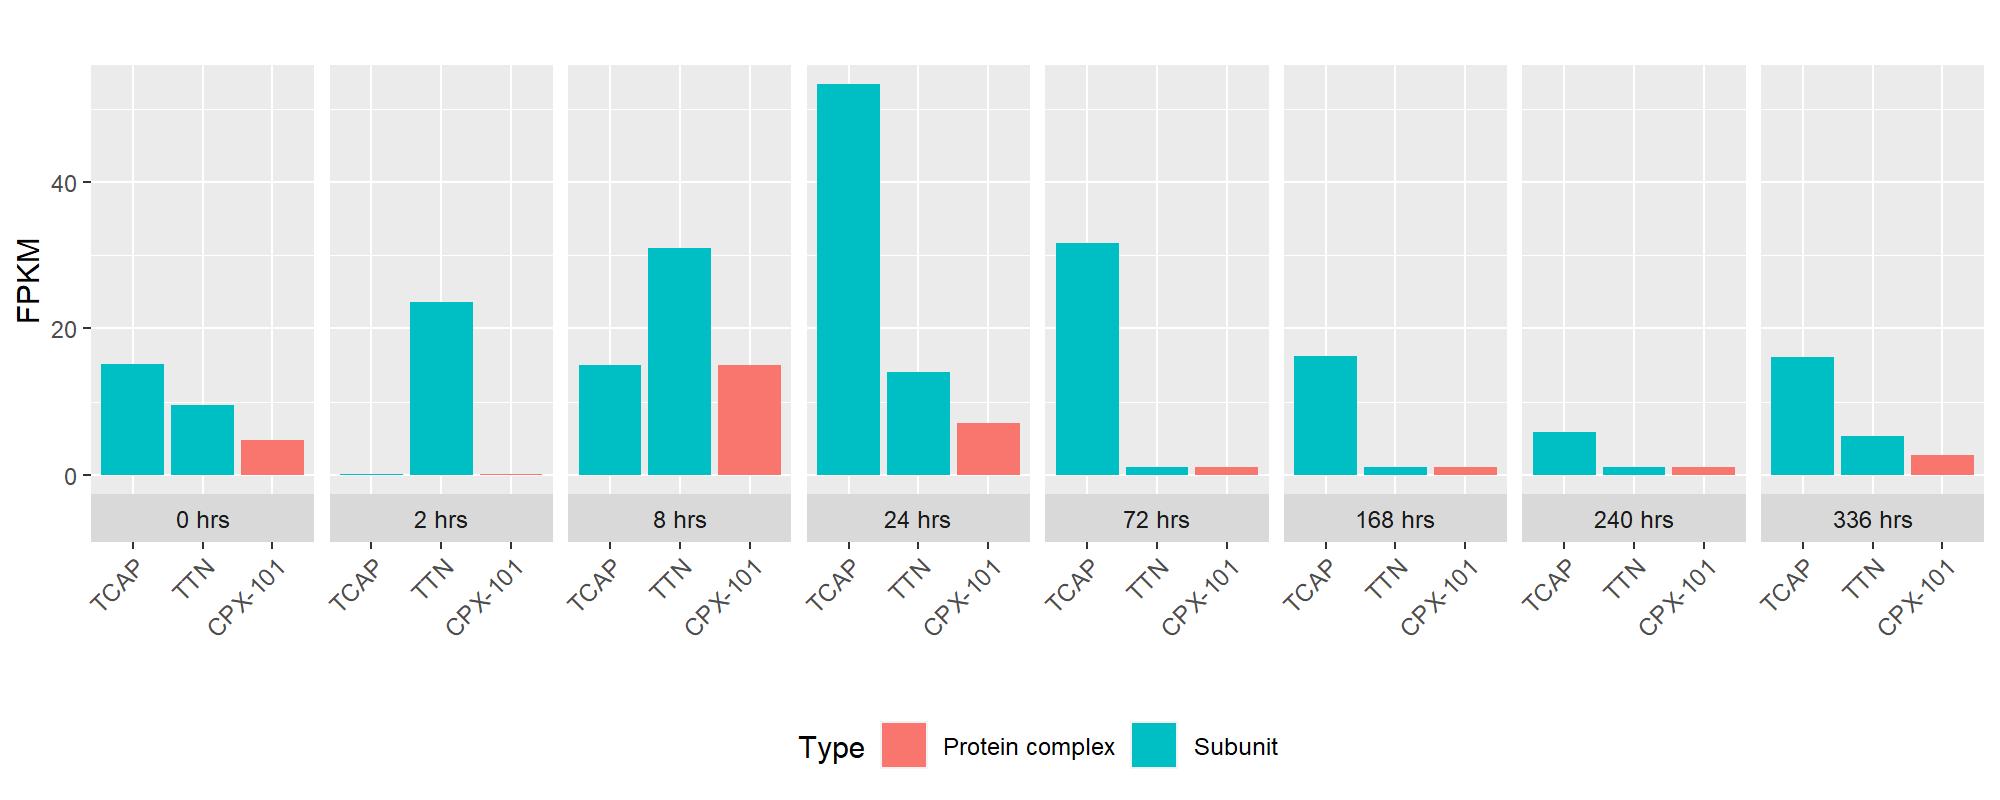 FPKM
40
20
0
0 hrs
2 hrs
8 hrs
24 hrs
72 hrs
168 hrs
240 hrs
336 hrs
TCAP
TTN
CPX-101
TCAP
TTN
CPX-101
TCAP
TTN
CPX-101
TCAP
TTN
CPX-101
TCAP
TTN
CPX-101
TCAP
TTN
CPX-101
TCAP
TTN
CPX-101
TCAP
TTN
CPX-101
Type Protein complex Subunit